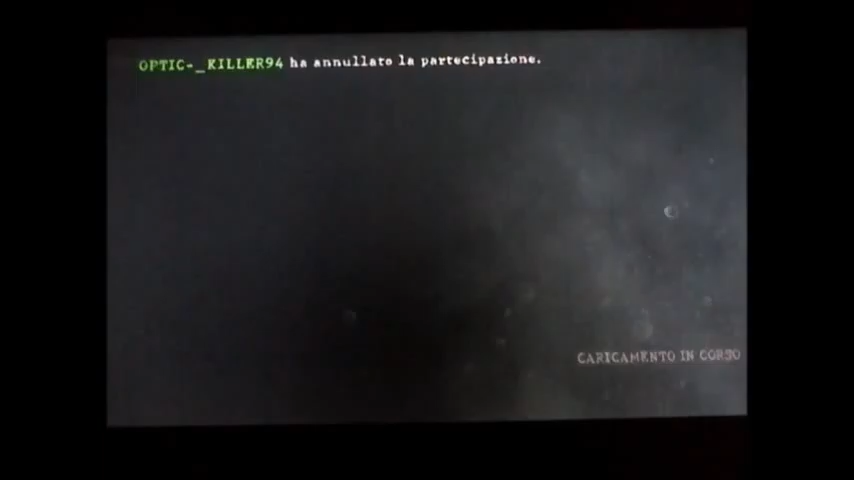 OPTIC-_KILLER94 ha annullato la partecipazione.
CARICAMENTO IN CORSO